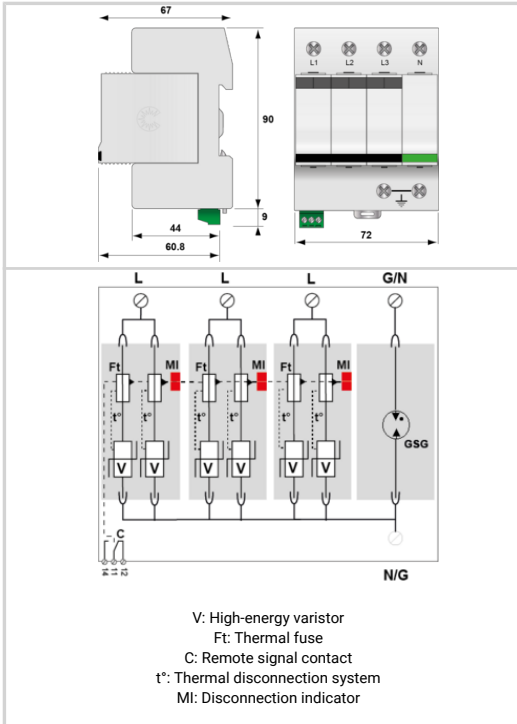 67
L1 L2 L3 N
90
9
44
60.8
72
L L L G/N
Ft MI Ft MI Ft MI
t° t° t° t° t° t°
GSG
V V V V V V
C
14 11 12
N/G
V: High-energy varistor
Ft: Thermal fuse
C: Remote signal contact
t°: Thermal disconnection system
MI: Disconnection indicator